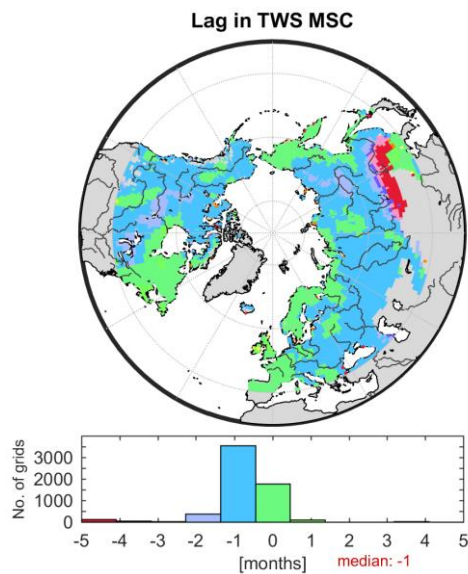 Lag in TWS MSC
No. of grids
3000
2000
1000
0
-5 -4 -3 -2 -1 0 1 2 3 4 5
[months]
median: -1